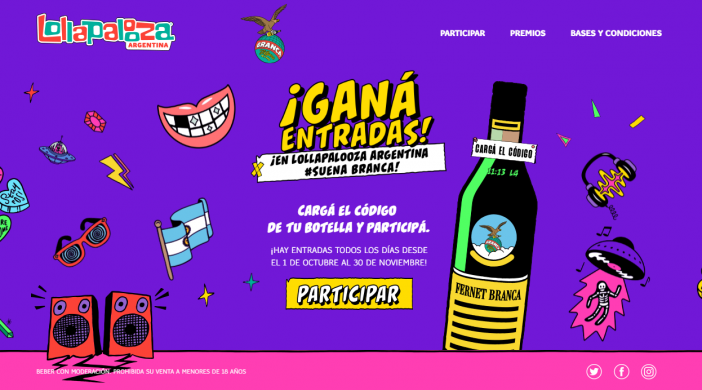 Lollapalooza
ARGENTINA
BRANCA
PARTICIPAR
PREMIOS
BASES Y CONDICIONES
¡GANÁ
ENTRADAS!
¡EN LOLLAPALOOZA ARGENTINA
#SUENA BRANCA!
CARGÁ EL CÓDIGO
DE TU BOTELLA Y PARTICIPÁ.
¡HAY ENTRADAS TODOS LOS DÍAS DESDE
EL 1 DE OCTUBRE AL 30 DE NOVIEMBRE!
PARTICIPAR
CARGÁ EL CÓDIGO
11:13 L4
FERNET BRANCA
BEBER CON MODERACIÓN. PROHIBIDA SU VENTA A MENORES DE 18 AÑOS